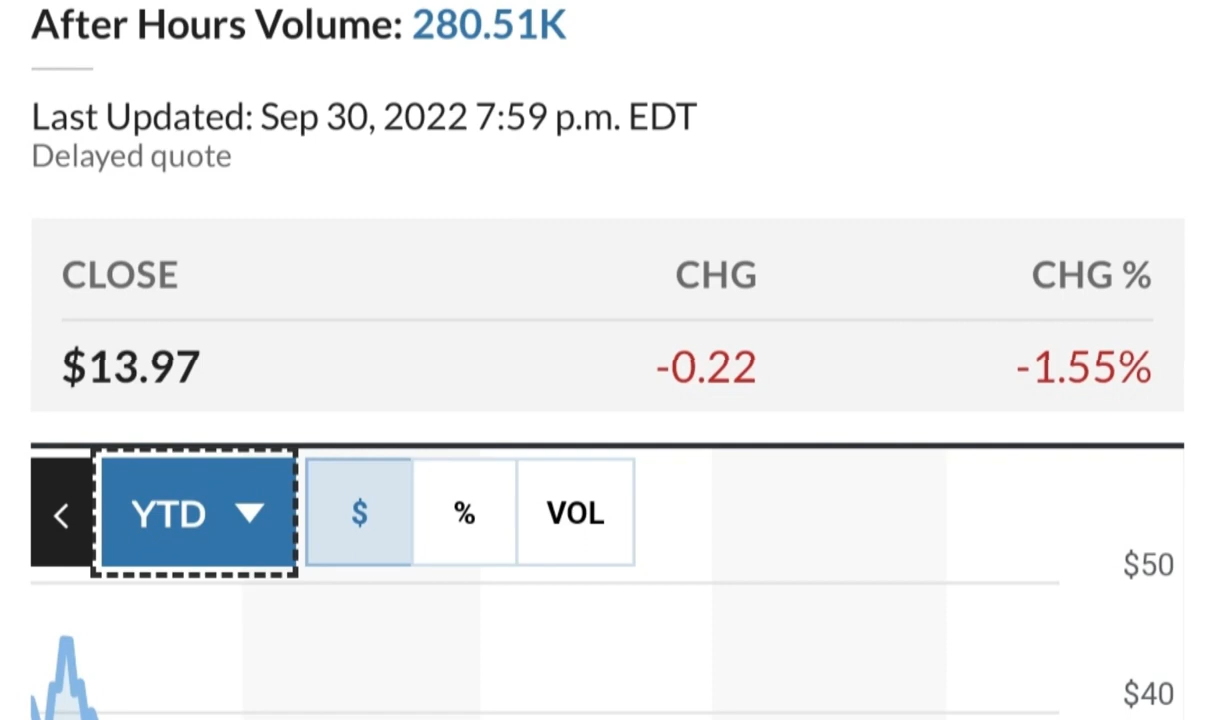 After Hours Volume: 280.51K
Last Updated: Sep 30, 2022 7:59 p.m. EDT
Delayed quote
CLOSE CHG CHG %
$13.97 -0.22 -1.55%
< YTD ▼ $ % VOL
$50
$40